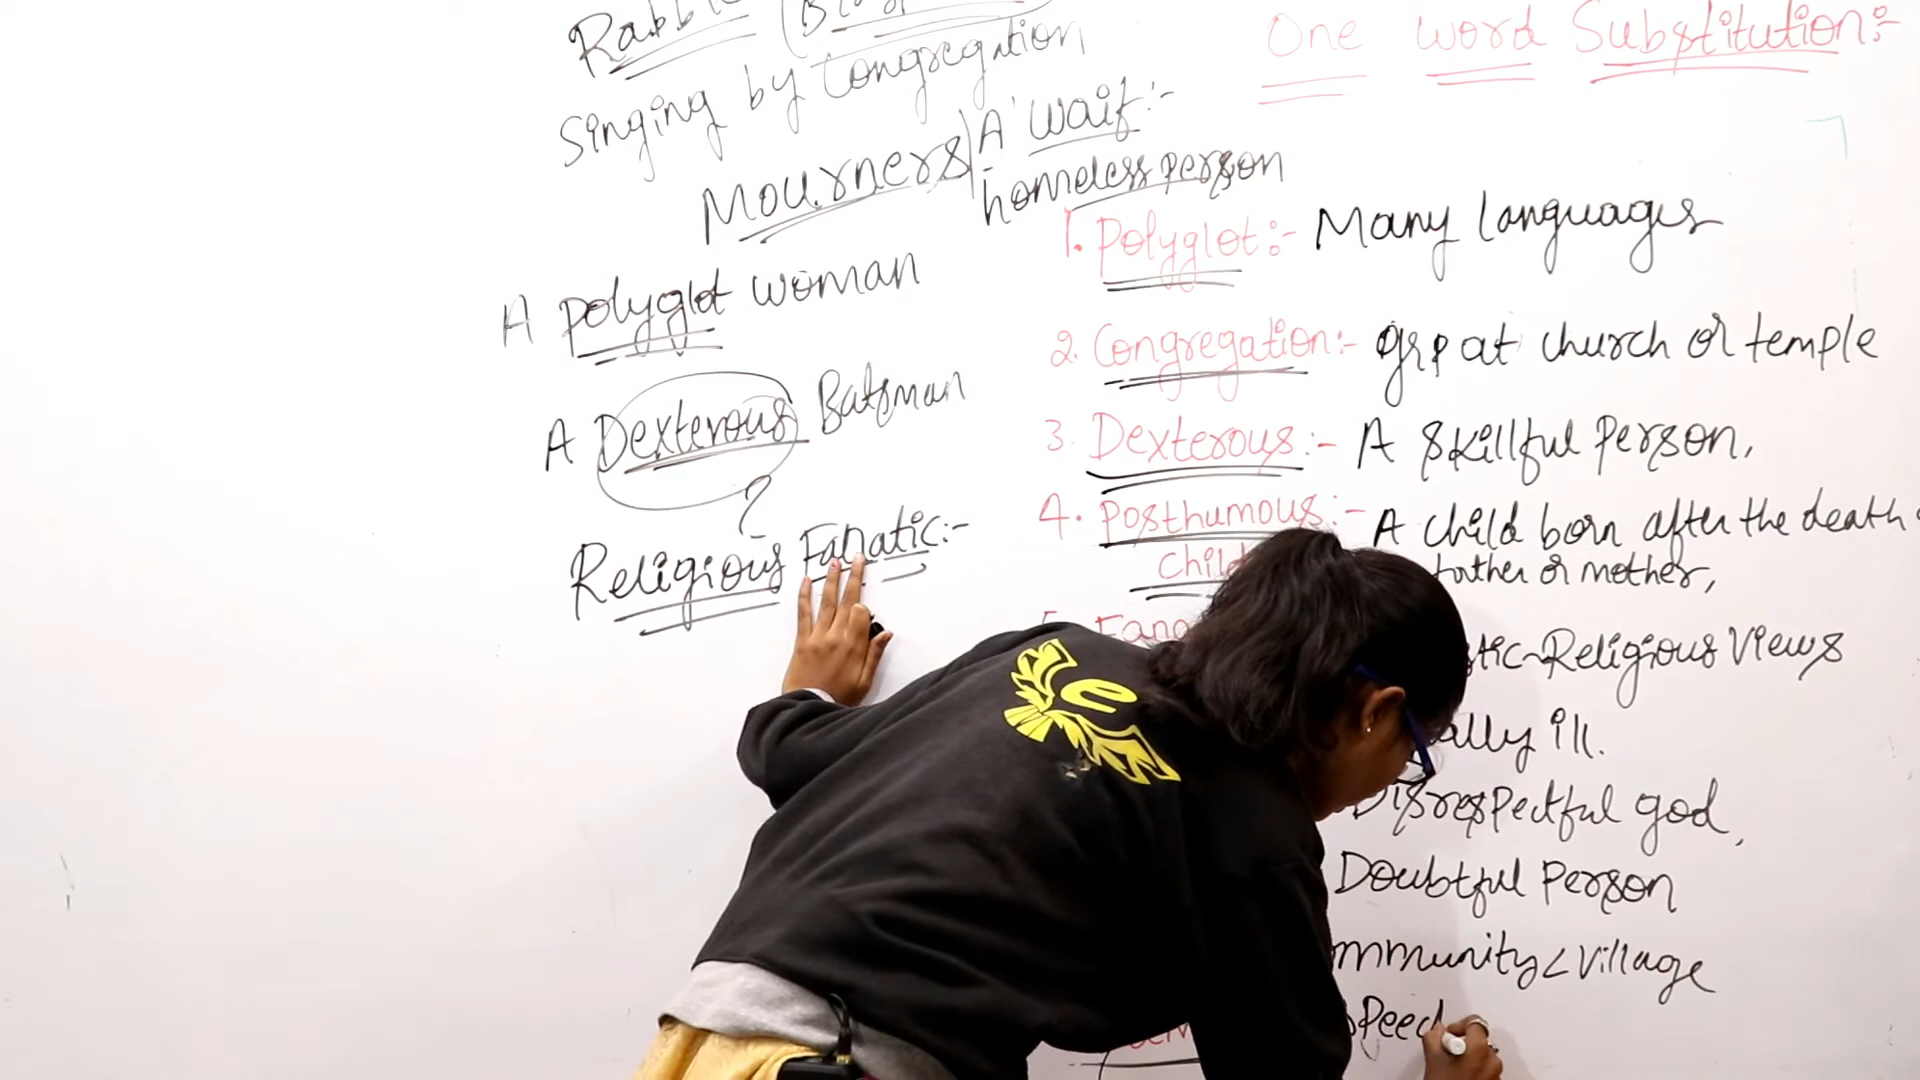 One word Substitution:-
Singing by Congregation
Mourners
A waif:-
homeless person
A polyglot woman
A Dexterous Batsman
?
Religious Fanatic:-
1. Polyglot:- Many languages
2. Congregation:- grp at church or temple
3. Dexterous:- A skillful Person,
4. Posthumous:- A child born after the death
Child father or mother,
Religious Views
ill.
Disrespectful god,
Doubtful Person
<Village
e